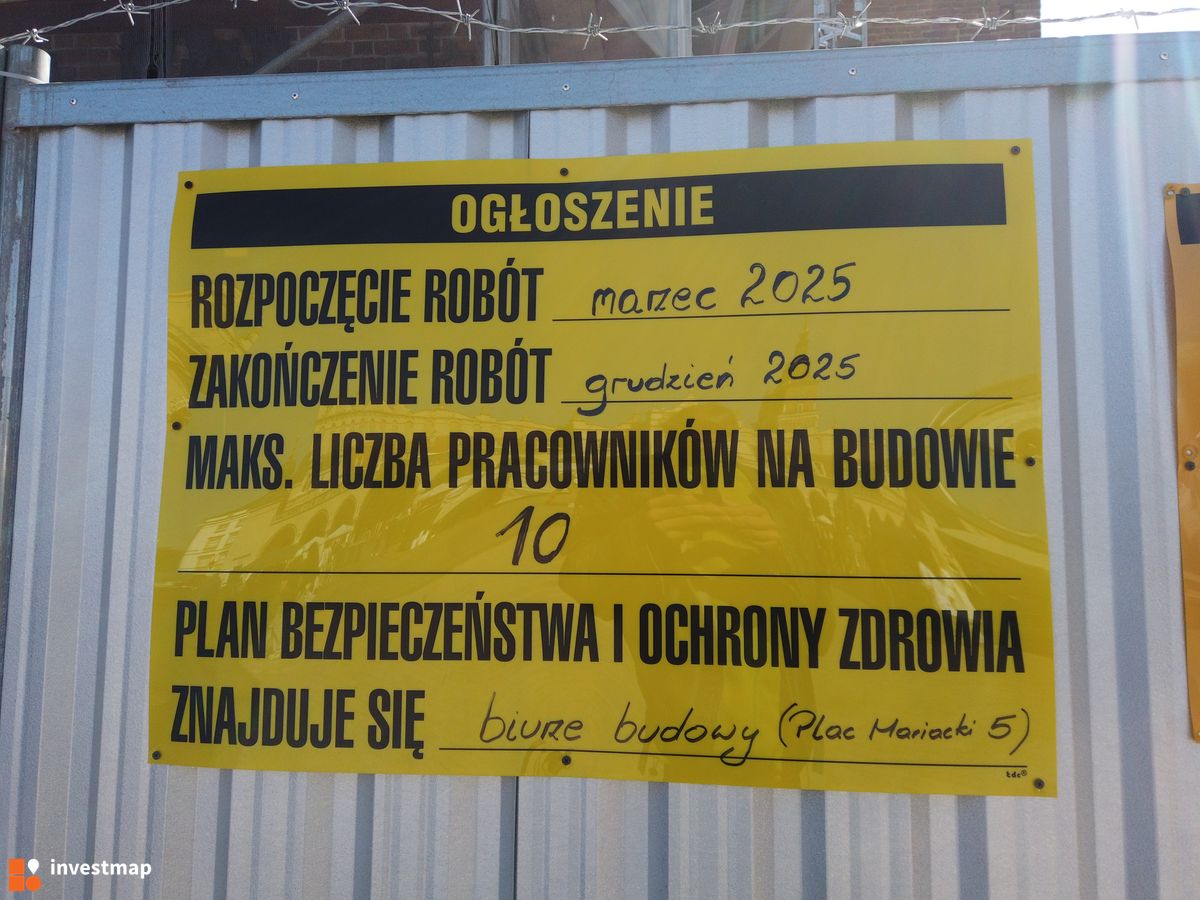 OGŁOSZENIE
ROZPOCZĘCIE ROBÓT marzec 2025
ZAKOŃCZENIE ROBÓT grudzień 2025
MAKS. LICZBA PRACOWNIKÓW NA BUDOWIE
10
PLAN BEZPIECZEŃSTWA I OCHRONY ZDROWIA
ZNAJDUJE SIĘ biurze budowy (Plac Mariacki 5)
tdc®
investmap